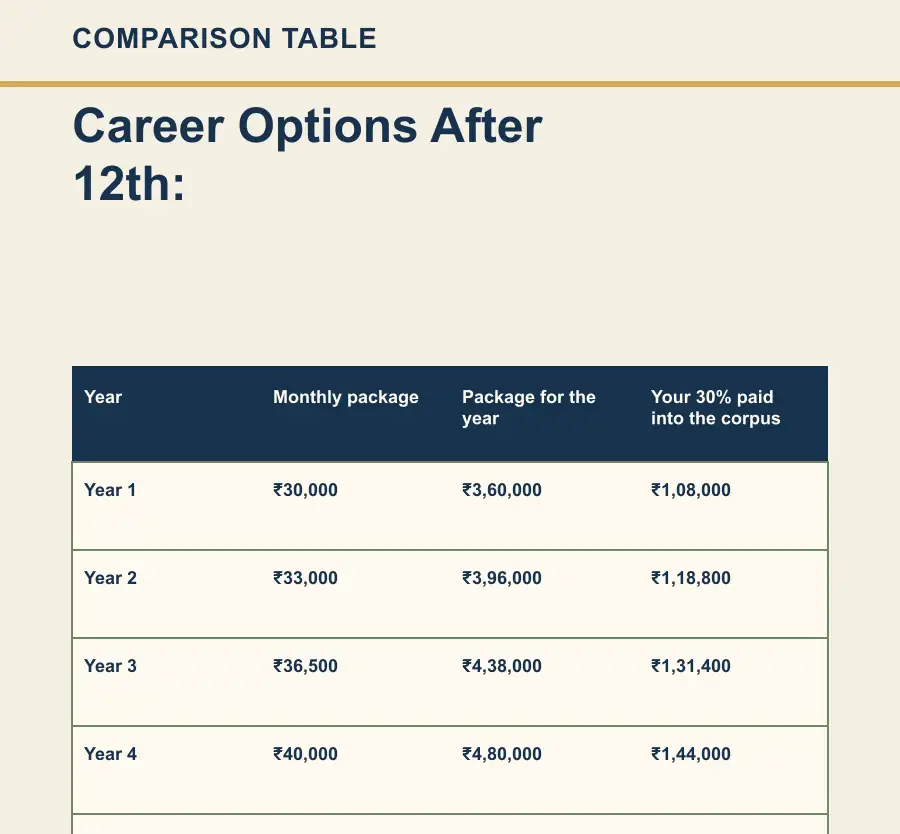 COMPARISON TABLE
Career Options After
12th:
Year Monthly package Package for the year Your 30% paid into the corpus
Year 1 ₹30,000 ₹3,60,000 ₹1,08,000
Year 2 ₹33,000 ₹3,96,000 ₹1,18,800
Year 3 ₹36,500 ₹4,38,000 ₹1,31,400
Year 4 ₹40,000 ₹4,80,000 ₹1,44,000